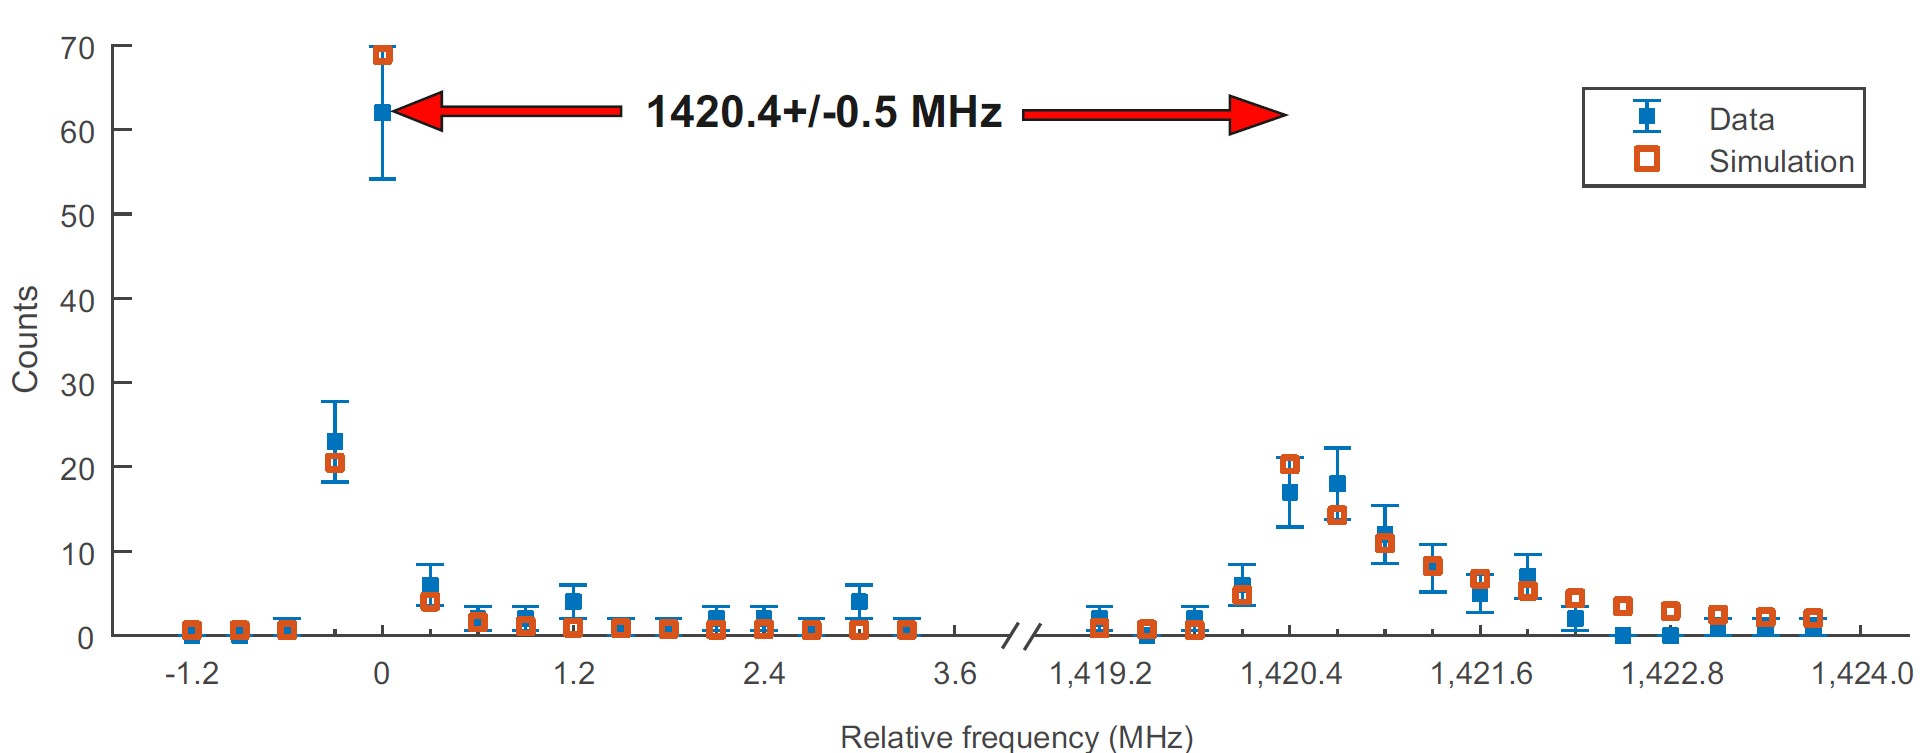 70
60
50
40
30
20
10
0
Counts
1420.4+/-0.5 MHz
Data
Simulation
-1.2 0 1.2 2.4 3.6 1,419.2 1,420.4 1,421.6 1,422.8 1,424.0
Relative frequency (MHz)